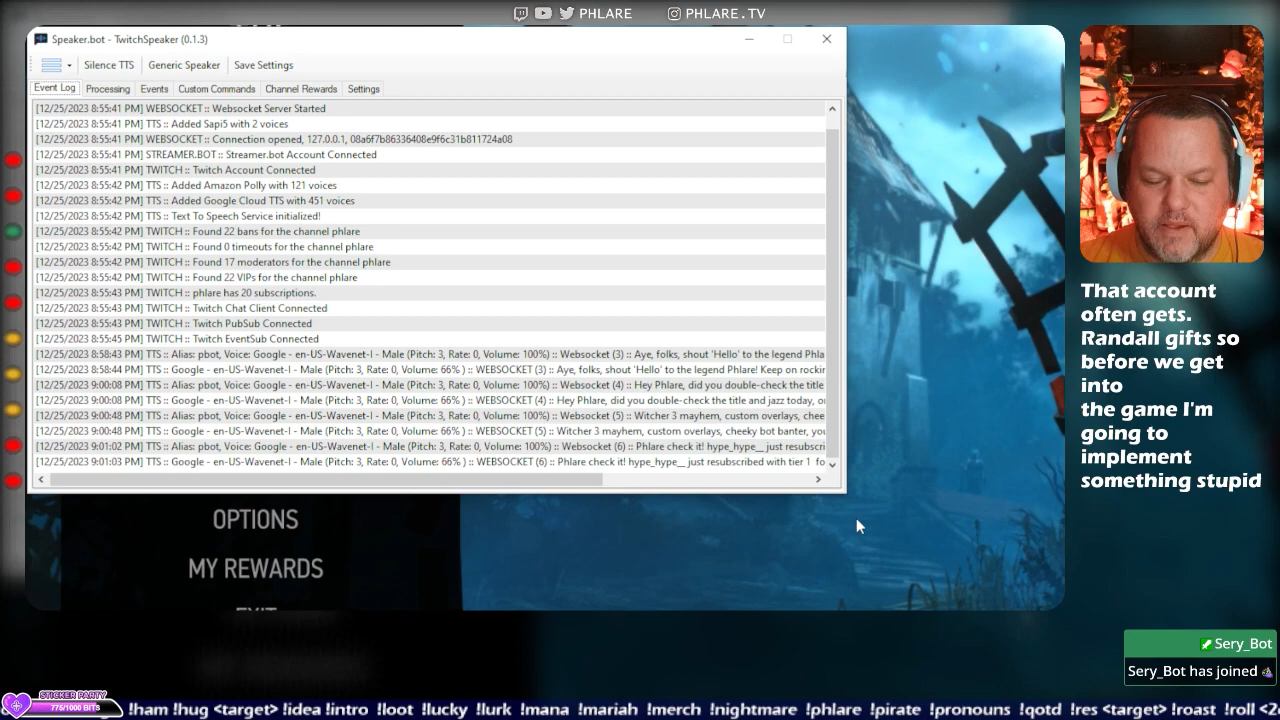 PHLARE
PHLARE.TV
Speaker.bot - TwitchSpeaker (0.1.3)
Silence TTS
Generic Speaker
Save Settings
Event Log
Processing
Events
Custom Commands
Channel Rewards
Settings
[12/25/2023 8:55:41 PM] WEBSOCKET :: Websocket Server Started
[12/25/2023 8:55:41 PM] TTS :: Added Sapi5 with 2 voices
[12/25/2023 8:55:41 PM] WEBSOCKET :: Connection opened, 127.0.0.1, 08a6f7b86336408e9f6c31b811724a08
[12/25/2023 8:55:41 PM] STREAMER.BOT :: Streamer.bot Account Connected
[12/25/2023 8:55:41 PM] TWITCH :: Twitch Account Connected
[12/25/2023 8:55:42 PM] TTS :: Added Amazon Polly with 121 voices
[12/25/2023 8:55:42 PM] TTS :: Added Google Cloud TTS with 451 voices
[12/25/2023 8:55:42 PM] TTS :: Text To Speech Service initialized!
[12/25/2023 8:55:42 PM] TWITCH :: Found 22 bans for the channel phlare
[12/25/2023 8:55:42 PM] TWITCH :: Found 0 timeouts for the channel phlare
[12/25/2023 8:55:42 PM] TWITCH :: Found 17 moderators for the channel phlare
[12/25/2023 8:55:42 PM] TWITCH :: Found 22 VIPs for the channel phlare
[12/25/2023 8:55:43 PM] TWITCH :: phlare has 20 subscriptions.
[12/25/2023 8:55:43 PM] TWITCH :: Twitch Chat Client Connected
[12/25/2023 8:55:43 PM] TWITCH :: Twitch PubSub Connected
[12/25/2023 8:55:45 PM] TWITCH :: Twitch EventSub Connected
[12/25/2023 8:58:43 PM] TTS :: Alias: pbot, Voice: Google - en-US-Wavenet-I - Male (Pitch: 3, Rate: 0, Volume: 100%) :: Websocket (3) :: Aye, folks, shout 'Hello' to the legend Phla
[12/25/2023 8:58:44 PM] TTS :: Google - en-US-Wavenet-I - Male (Pitch: 3, Rate: 0, Volume: 66% ) :: WEBSOCKET (3) :: Aye, folks, shout 'Hello' to the legend Phlare! Keep on rockin
[12/25/2023 9:00:08 PM] TTS :: Alias: pbot, Voice: Google - en-US-Wavenet-I - Male (Pitch: 3, Rate: 0, Volume: 100%) :: Websocket (4) :: Hey Phlare, did you double-check the title
[12/25/2023 9:00:08 PM] TTS :: Google - en-US-Wavenet-I - Male (Pitch: 3, Rate: 0, Volume: 66% ) :: WEBSOCKET (4) :: Hey Phlare, did you double-check the title and jazz today, o
[12/25/2023 9:00:48 PM] TTS :: Alias: pbot, Voice: Google - en-US-Wavenet-I - Male (Pitch: 3, Rate: 0, Volume: 100%) :: Websocket (5) :: Witcher 3 mayhem, custom overlays, chee
[12/25/2023 9:00:48 PM] TTS :: Google - en-US-Wavenet-I - Male (Pitch: 3, Rate: 0, Volume: 66% ) :: WEBSOCKET (5) :: Witcher 3 mayhem, custom overlays, cheeky bot banter, you
[12/25/2023 9:01:02 PM] TTS :: Alias: pbot, Voice: Google - en-US-Wavenet-I - Male (Pitch: 3, Rate: 0, Volume: 100%) :: Websocket (6) :: Phlare check it! hype_hype__ just resubscri
[12/25/2023 9:01:03 PM] TTS :: Google - en-US-Wavenet-I - Male (Pitch: 3, Rate: 0, Volume: 66% ) :: WEBSOCKET (6) :: Phlare check it! hype_hype__ just resubscribed with tier 1 fo
OPTIONS
MY REWARDS
EXIT
That account
often gets.
Randall gifts so
before we get
into
the game I'm
going to
implement
something stupid
Sery_Bot
Sery_Bot has joined
STICKER PARTY
775/1000 BITS
!ham !hug <target> !idea !intro !loot !lucky !lurk !mana !mariah !merch !nightmare !phlare !pirate !pronouns !qotd !res <target> !roast !roll <2